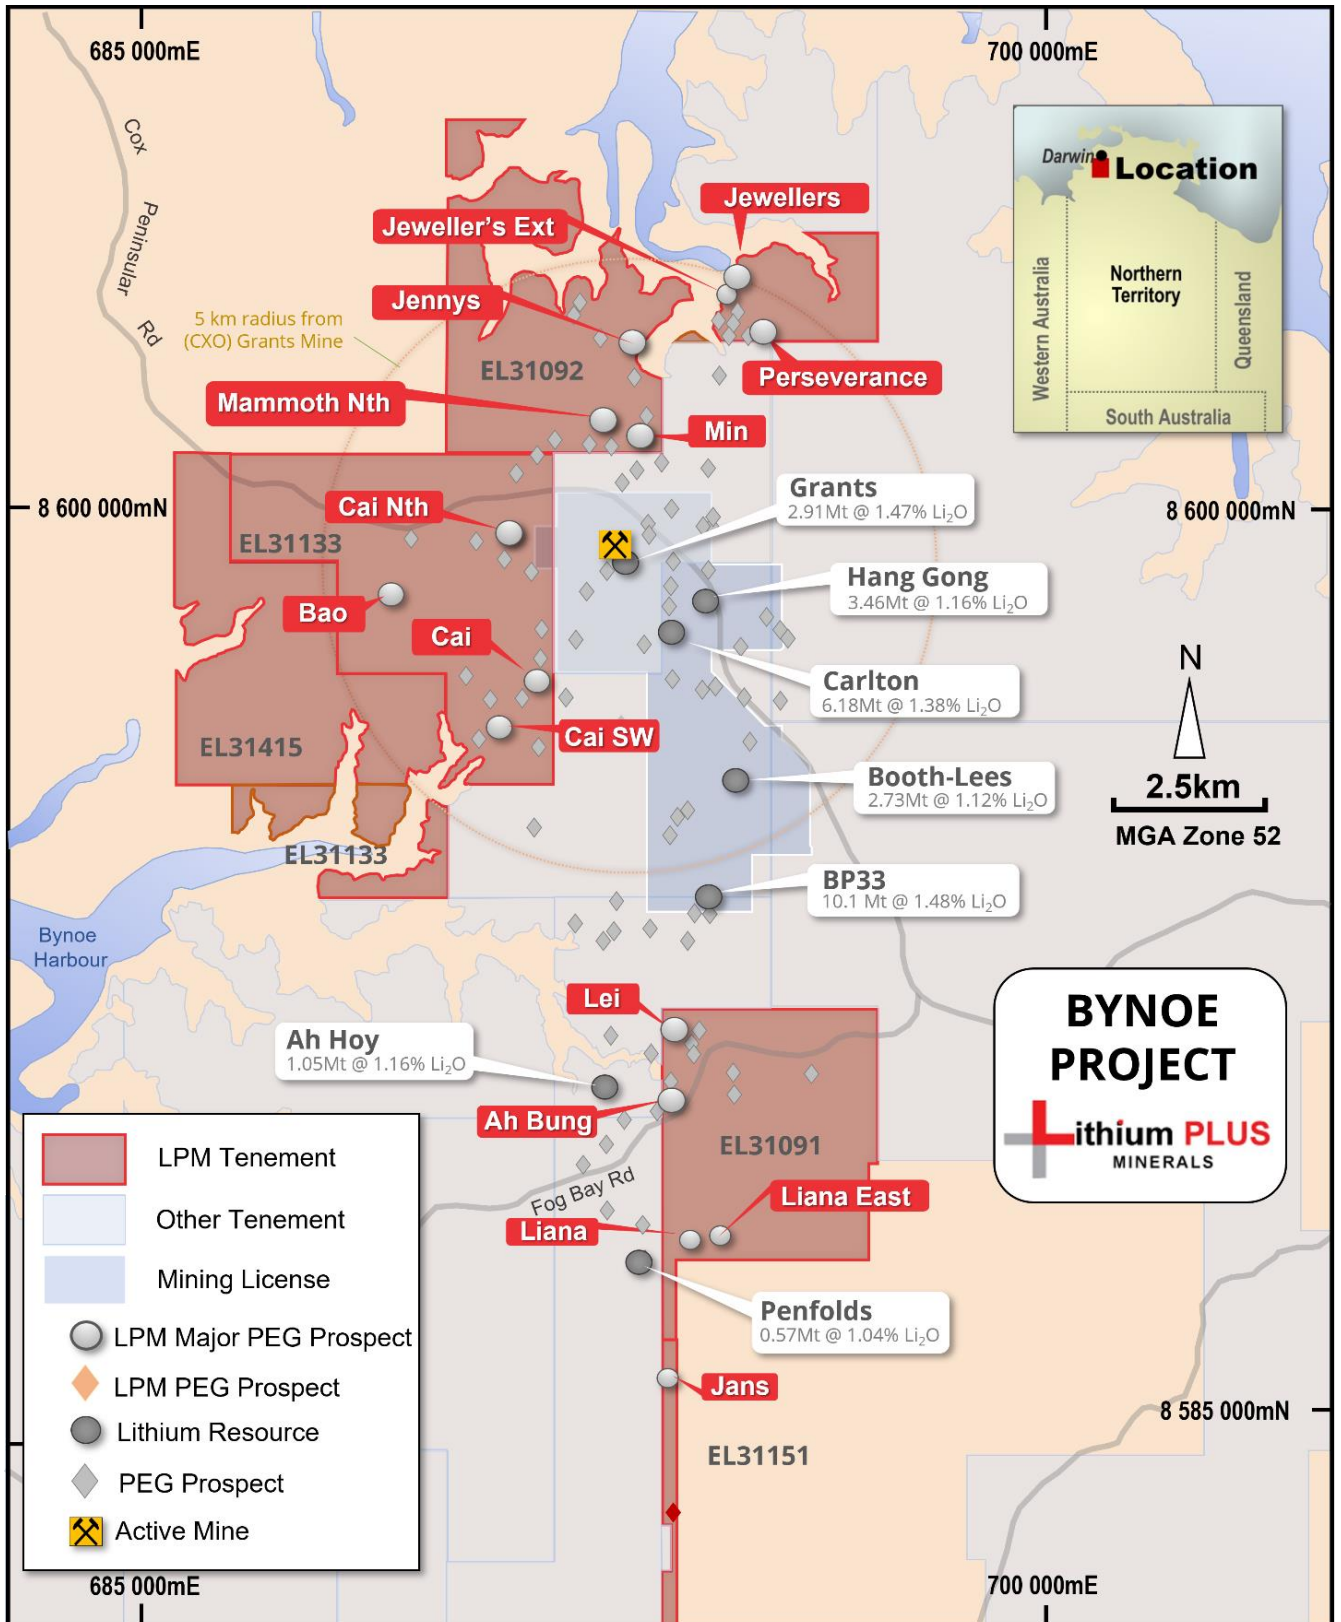 685 000mE
700 000mE
Cox
Peninsular
Rd
Darwin
Location
Northern
Territory
Western Australia
Queensland
South Australia
Jewellers
Jeweller's Ext
Jennys
5 km radius from
(CXO) Grants Mine
EL31092
Perseverance
Mammoth Nth
Min
8 600 000mN
8 600 000mN
Grants
2.91Mt @ 1.47% Li₂O
Cai Nth
EL31133
Hang Gong
3.46Mt @ 1.16% Li₂O
Bao
Cai
Carlton
6.18Mt @ 1.38% Li₂O
N
EL31415
Cai SW
Booth-Lees
2.73Mt @ 1.12% Li₂O
2.5km
MGA Zone 52
EL31133
BP33
10.1 Mt @ 1.48% Li₂O
Bynoe
Harbour
Lei
BYNOE
PROJECT
Lithium PLUS
MINERALS
Ah Hoy
1.05Mt @ 1.16% Li₂O
Ah Bung
EL31091
Fog Bay Rd
Liana East
Liana
Penfolds
0.57Mt @ 1.04% Li₂O
Jans
8 585 000mN
EL31151
LPM Tenement
Other Tenement
Mining License
LPM Major PEG Prospect
LPM PEG Prospect
Lithium Resource
PEG Prospect
Active Mine
685 000mE
700 000mE